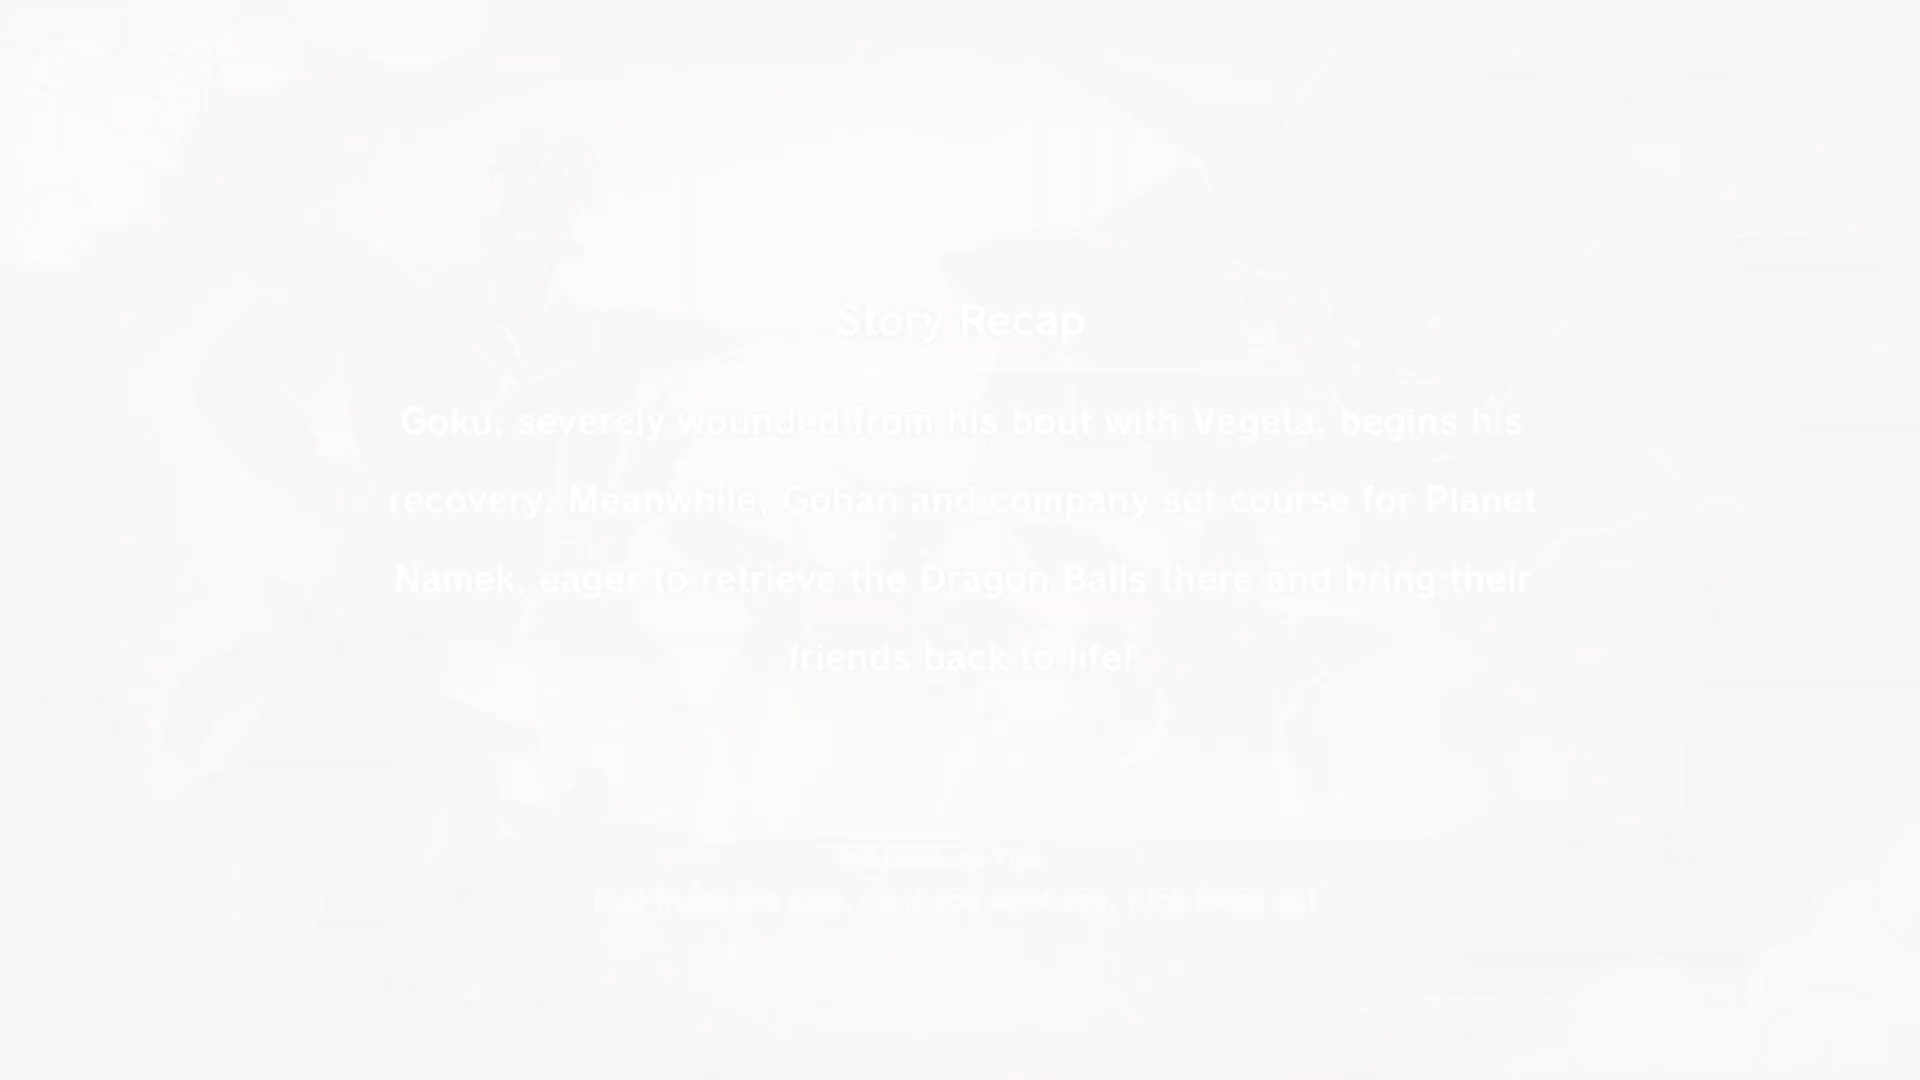 Story Recap
Goku, severely wounded from his bout with Vegeta, begins his
recovery. Meanwhile, Gohan and company set course for Planet
Namek, eager to retrieve the Dragon Balls there and bring their
friends back to life!